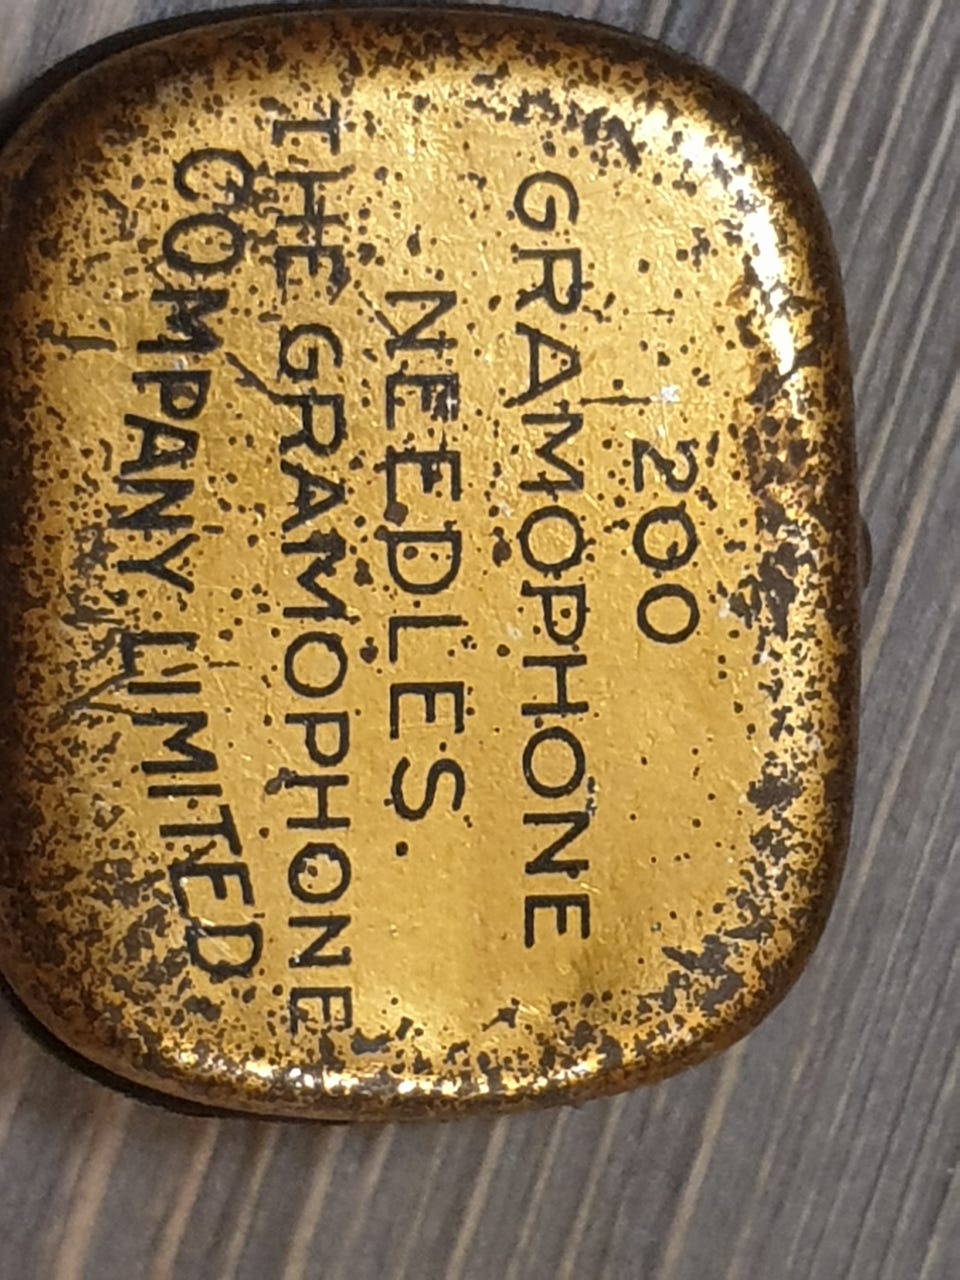 200
GRAMOPHONE
NEEDLES.
THE GRAMOPHONE
COMPANY LIMITED